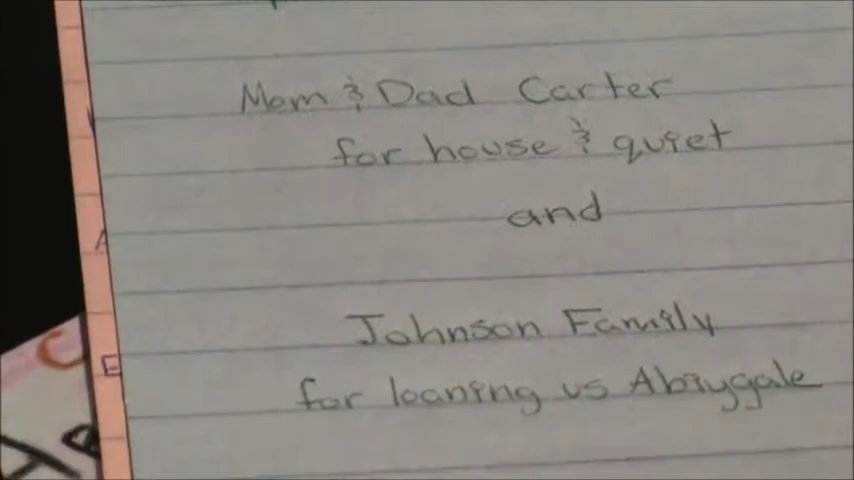 Mom & Dad Carter
for house & quiet
and
Johnson Family
for loaning us Abiygale
A
E
C